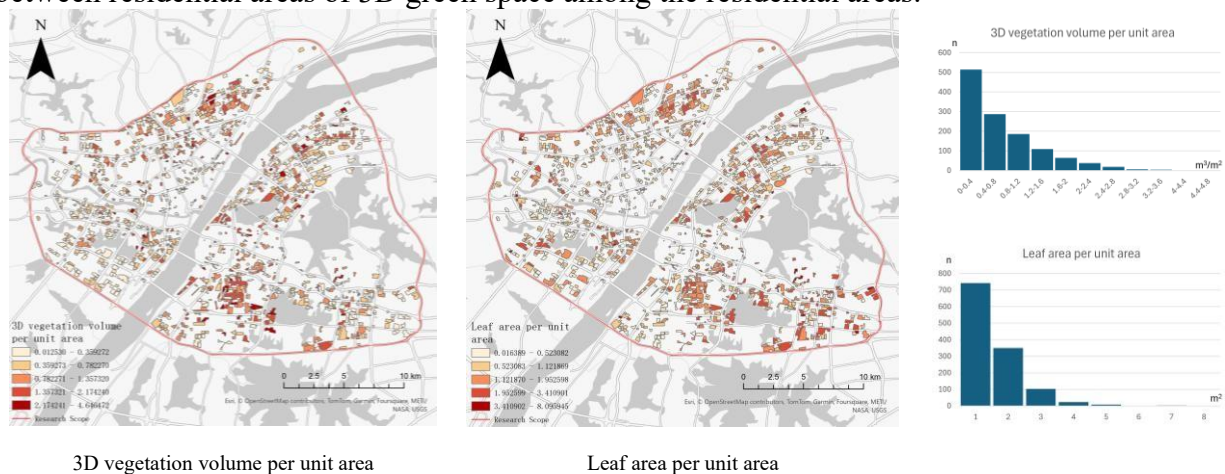 between residential areas of 3D green space among the residential areas.
N
3D vegetation volume
per unit area
0.012530 - 0.359272
0.359273 - 0.782270
0.782271 - 1.357320
1.357321 - 2.174240
2.174241 - 4.646472
Research Scope
0 2.5 5 10 km
Esri, © OpenStreetMap contributors, TomTom, Garmin, Foursquare, METU
NASA, USGS
N
Leaf area per unit
area
0.016389 - 0.523082
0.523083 - 1.121869
1.121870 - 1.952598
1.952599 - 3.410901
3.410902 - 8.095945
Research Scope
0 2.5 5 10 km
Esri, © OpenStreetMap contributors, TomTom, Garmin, Foursquare, METU
NASA, USGS
3D vegetation volume per unit area
n
600
500
400
300
200
100
0
m³/m²
0-0.4 0.4-0.8 0.8-1.2 1.2-1.6 1.6-2 2-2.4 2.4-2.8 2.8-3.2 3.2-3.6 4-4.4 4.4-4.8
Leaf area per unit area
n
800
700
600
500
400
300
200
100
0
m²
1 2 3 4 5 6 7 8
3D vegetation volume per unit area
Leaf area per unit area